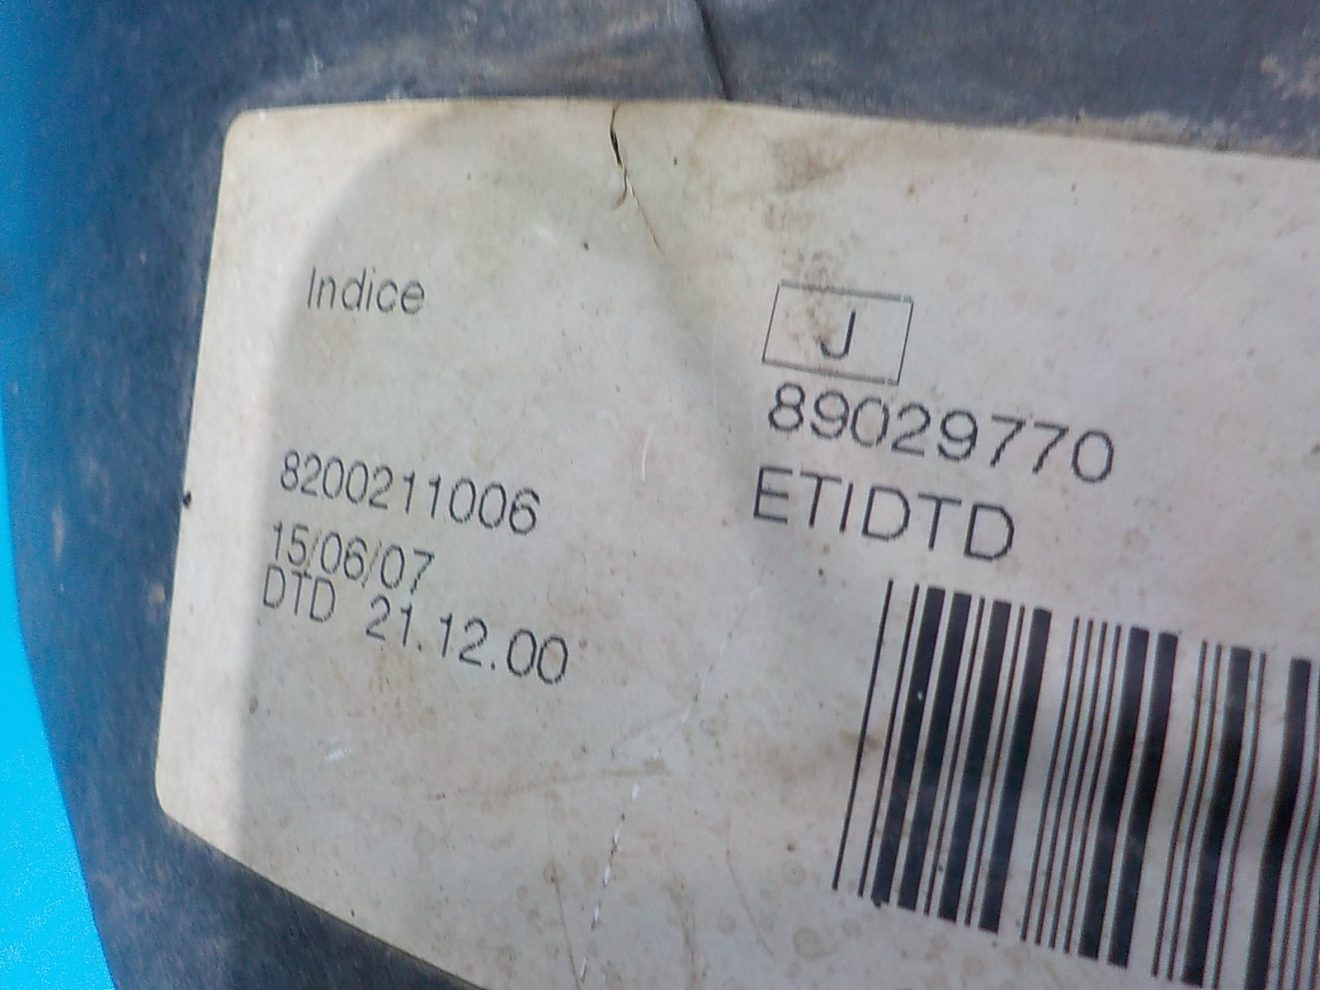 Indice
J
89029770
ETIDTD
8200211006
15/06/07
DTD 21.12.00